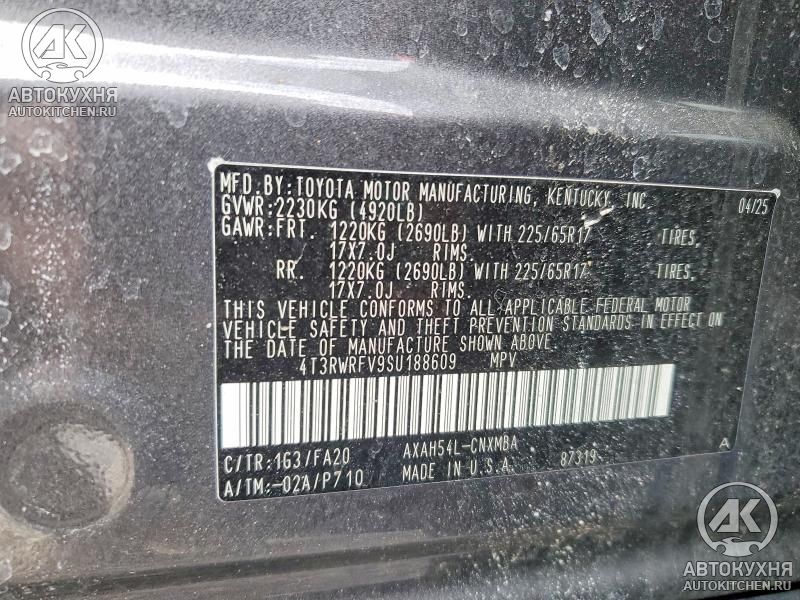 AK
АВТОКУХНЯ
AUTOKITCHEN.RU
MFD.BY:TOYOTA MOTOR MANUFACTURING, KENTUCKY, INC. 04/25
GVWR:2230KG (4920LB)
GAWR:FRT. 1220KG (2690LB) WITH 225/65R17 TIRES,
17X7.0J RIMS.
RR. 1220KG (2690LB) WITH 225/65R17 TIRES,
17X7.0J RIMS.
THIS VEHICLE CONFORMS TO ALL APPLICABLE FEDERAL MOTOR
VEHICLE SAFETY AND THEFT PREVENTION STANDARDS IN EFFECT ON
THE DATE OF MANUFACTURE SHOWN ABOVE
4T3RWRFV9SU188609 MPV
C/TR:1G3/FA20 AXAH54L-CNXMBA A
A/TM:-02A/P710 MADE IN U.S.A. 87319
AK
АВТОКУХНЯ
AUTOKITCHEN.RU